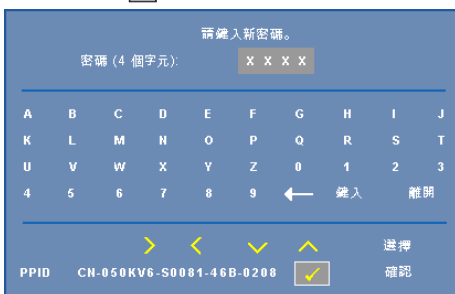 請鍵入新密碼。
密碼 (4 個字元): X X X X
A B C D E F G H I J
K L M N O P Q R S T
U V W X Y Z 0 1 2 3
4 5 6 7 8 9 ← 鍵入 離開
選擇
PPID CN-050KV6-S0081-46B-0208 確認